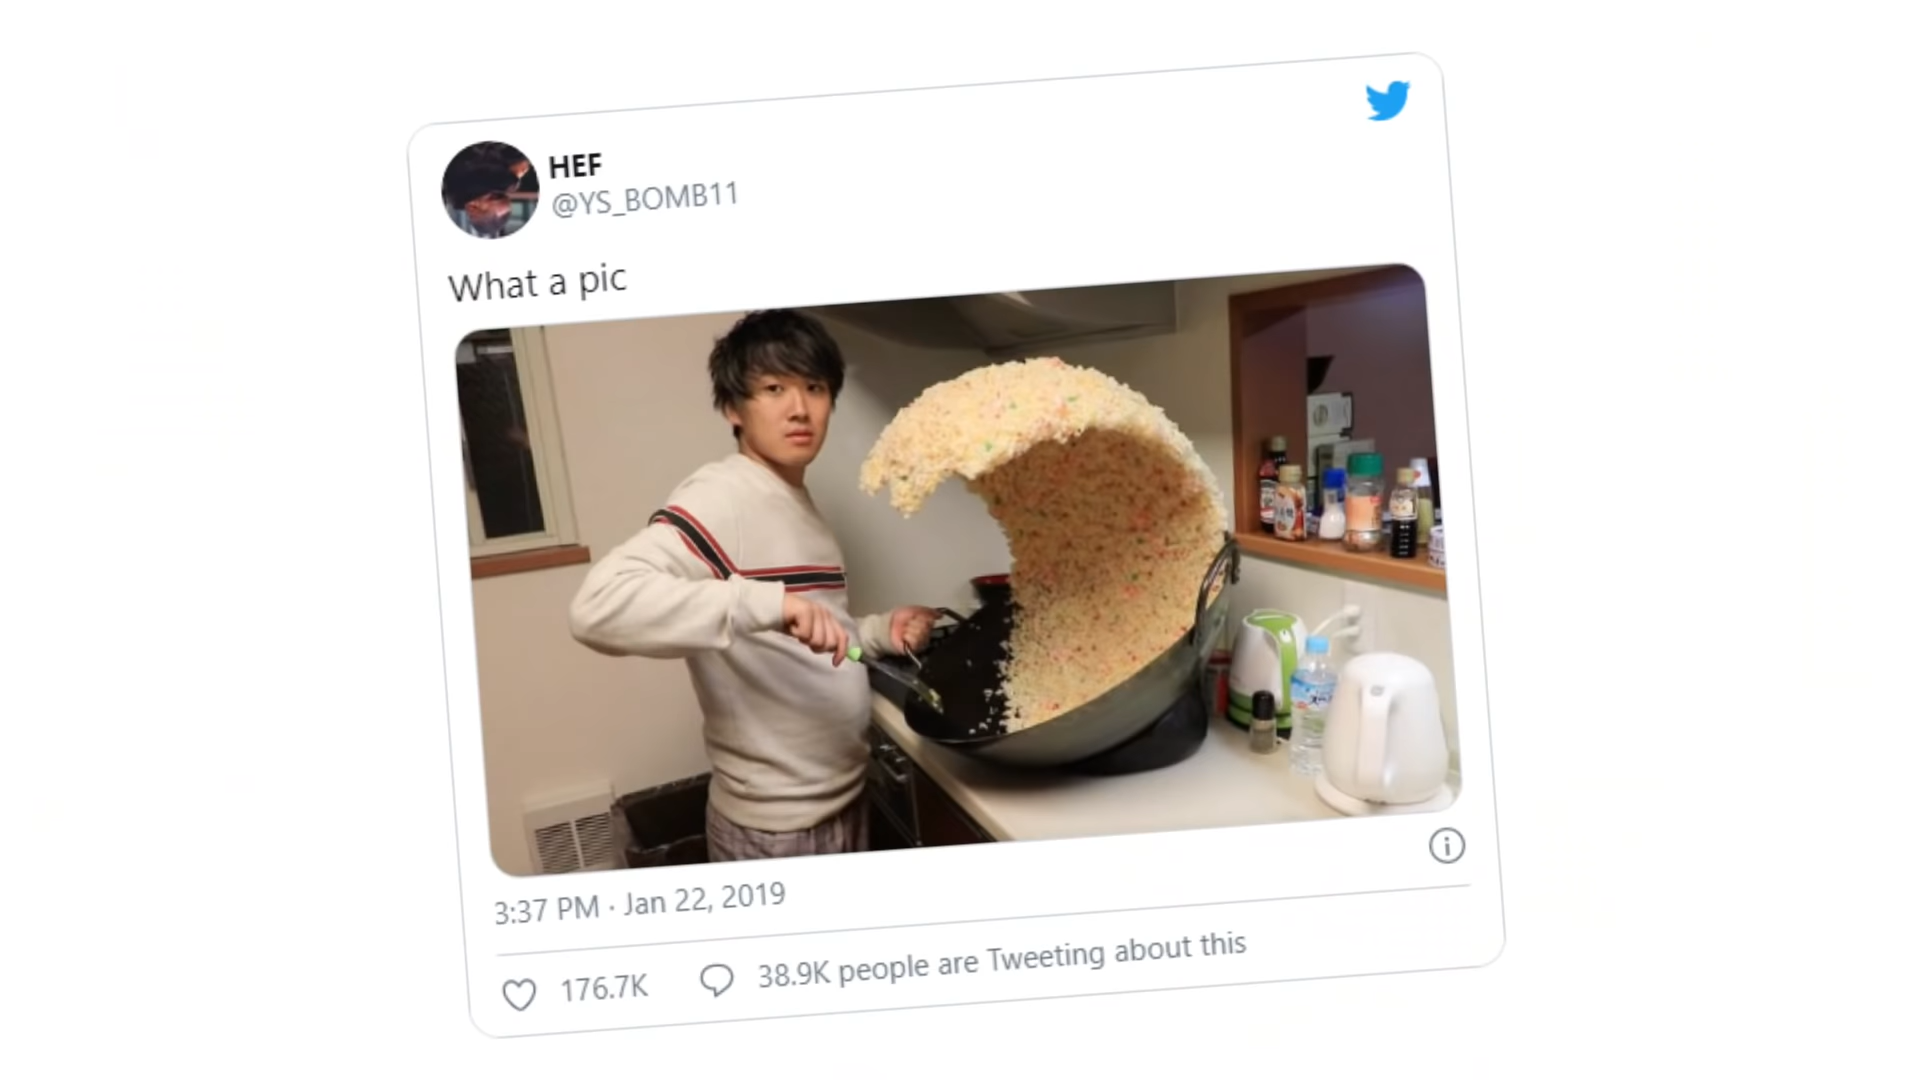 HEF
@YS_BOMB11
What a pic
3:37 PM · Jan 22, 2019
176.7K
38.9K people are Tweeting about this